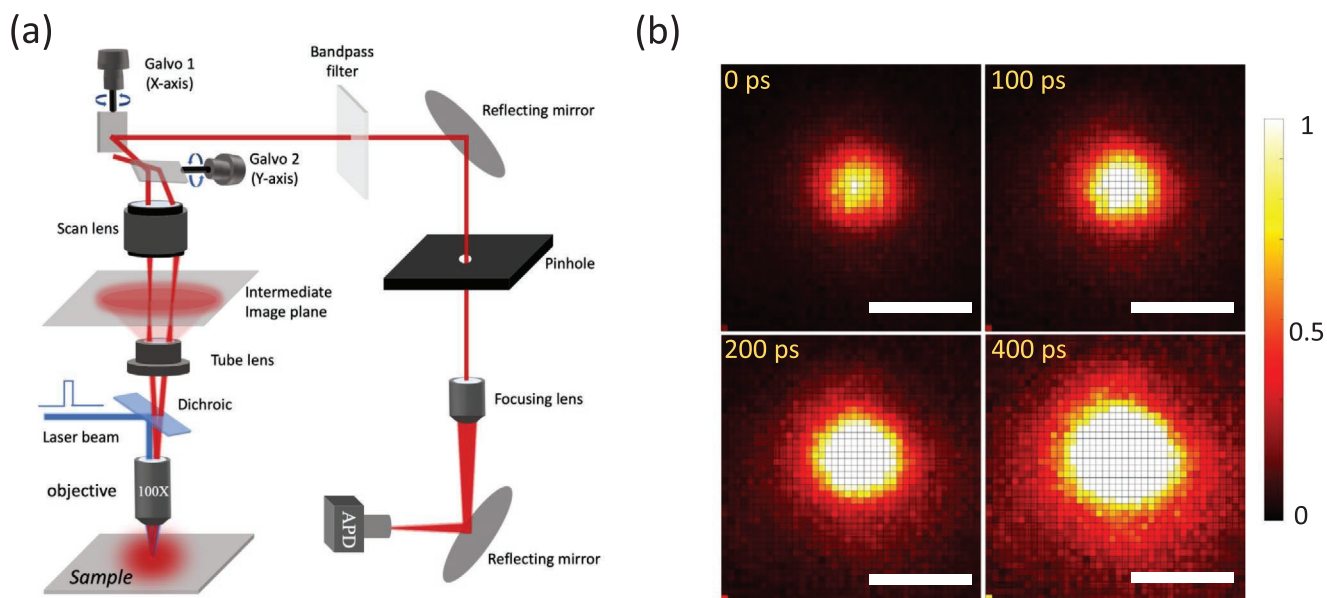 (a)
Galvo 1
(X-axis)
Bandpass
filter
Reflecting mirror
Galvo 2
(Y-axis)
Scan lens
Pinhole
Intermediate
Image plane
Tube lens
Dichroic
Focusing lens
Laser beam
objective
100X
APD
Reflecting mirror
Sample
(b)
0 ps
100 ps
200 ps
400 ps
1
0.5
0